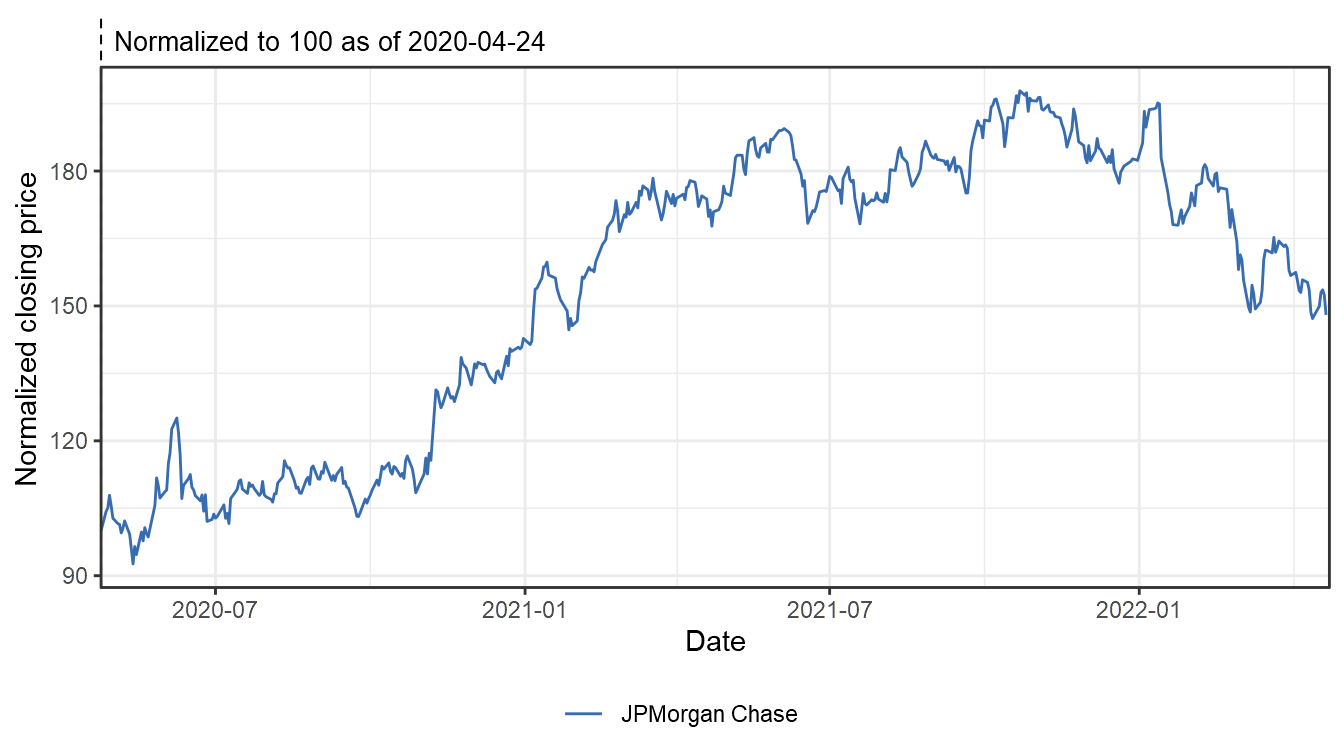 Normalized to 100 as of 2020-04-24
Normalized closing price
180
150
120
90
2020-07
2021-01
2021-07
2022-01
Date
JPMorgan Chase